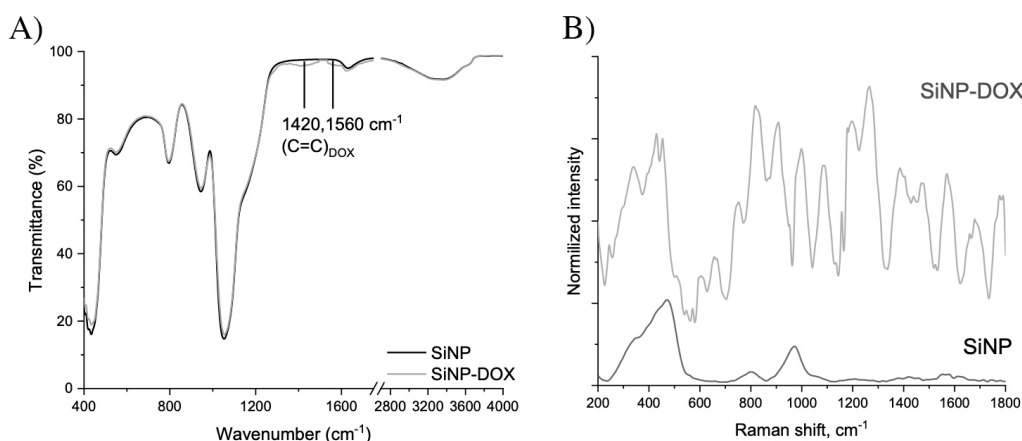 A)
B)
100
80
60
40
20
0
Transmittance (%)
1420,1560 cm⁻¹
(C=C)DOX
SiNP
SiNP-DOX
400 800 1200 1600 2800 3200 3600 4000
Wavenumber (cm⁻¹)
SiNP-DOX
Normilized intensity
SiNP
200 400 600 800 1000 1200 1400 1600 1800
Raman shift, cm⁻¹